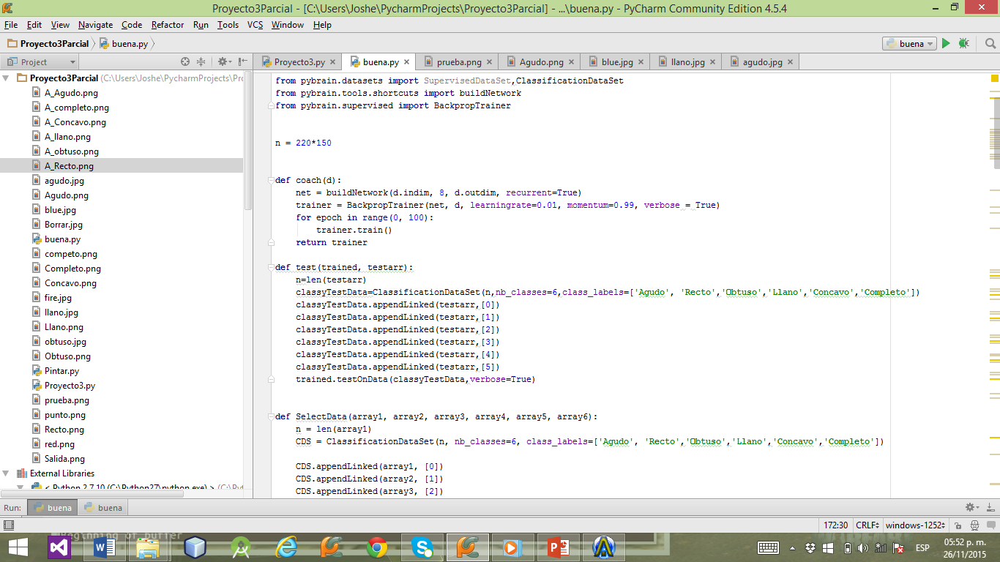 Proyecto3Parcial - [C:\Users\Joshe\PycharmProjects\Proyecto3Parcial] - ...\buena.py - PyCharm Community Edition 4.5.4
File Edit View Navigate Code Refactor Run Tools VCS Window Help
Proyecto3Parcial buena.py buena
Project Proyecto3.py buena.py prueba.png Agudo.png blue.jpg llano.jpg agudo.jpg
Proyecto3Parcial (C:\Users\Joshe\PycharmProjects\Pro
A_Agudo.png
A_completo.png
A_Concavo.png
A_llano.png
A_obtuso.png
A_Recto.png
agudo.jpg
Agudo.png
blue.jpg
Borrar.jpg
buena.py
competo.png
Completo.png
Concavo.png
fire.jpg
llano.jpg
Llano.png
obtuso.jpg
Obtuso.png
Pintar.py
Proyecto3.py
prueba.png
punto.png
Recto.png
red.png
Salida.png
External Libraries
< Python 2.7.10 (C:\Python27\python.exe) > (C:\Pyt
from pybrain.datasets import SupervisedDataSet,ClassificationDataSet
from pybrain.tools.shortcuts import buildNetwork
from pybrain.supervised import BackpropTrainer
n = 220*150
def coach(d):
net = buildNetwork(d.indim, 8, d.outdim, recurrent=True)
trainer = BackpropTrainer(net, d, learningrate=0.01, momentum=0.99, verbose = True)
for epoch in range(0, 100):
trainer.train()
return trainer
def test(trained, testarr):
n=len(testarr)
classyTestData=ClassificationDataSet(n,nb_classes=6,class_labels=['Agudo', 'Recto','Obtuso','Llano','Concavo','Completo'])
classyTestData.appendLinked(testarr,[0])
classyTestData.appendLinked(testarr,[1])
classyTestData.appendLinked(testarr,[2])
classyTestData.appendLinked(testarr,[3])
classyTestData.appendLinked(testarr,[4])
classyTestData.appendLinked(testarr,[5])
trained.testOnData(classyTestData,verbose=True)
def SelectData(array1, array2, array3, array4, array5, array6):
n = len(array1)
CDS = ClassificationDataSet(n, nb_classes=6, class_labels=['Agudo', 'Recto','Obtuso','Llano','Concavo','Completo'])
CDS.appendLinked(array1, [0])
CDS.appendLinked(array2, [1])
CDS.appendLinked(array3, [2])
Run: buena buena
172:30 CRLF windows-1252
Beginning of buffer
ESP 05:52 p. m.
26/11/2015